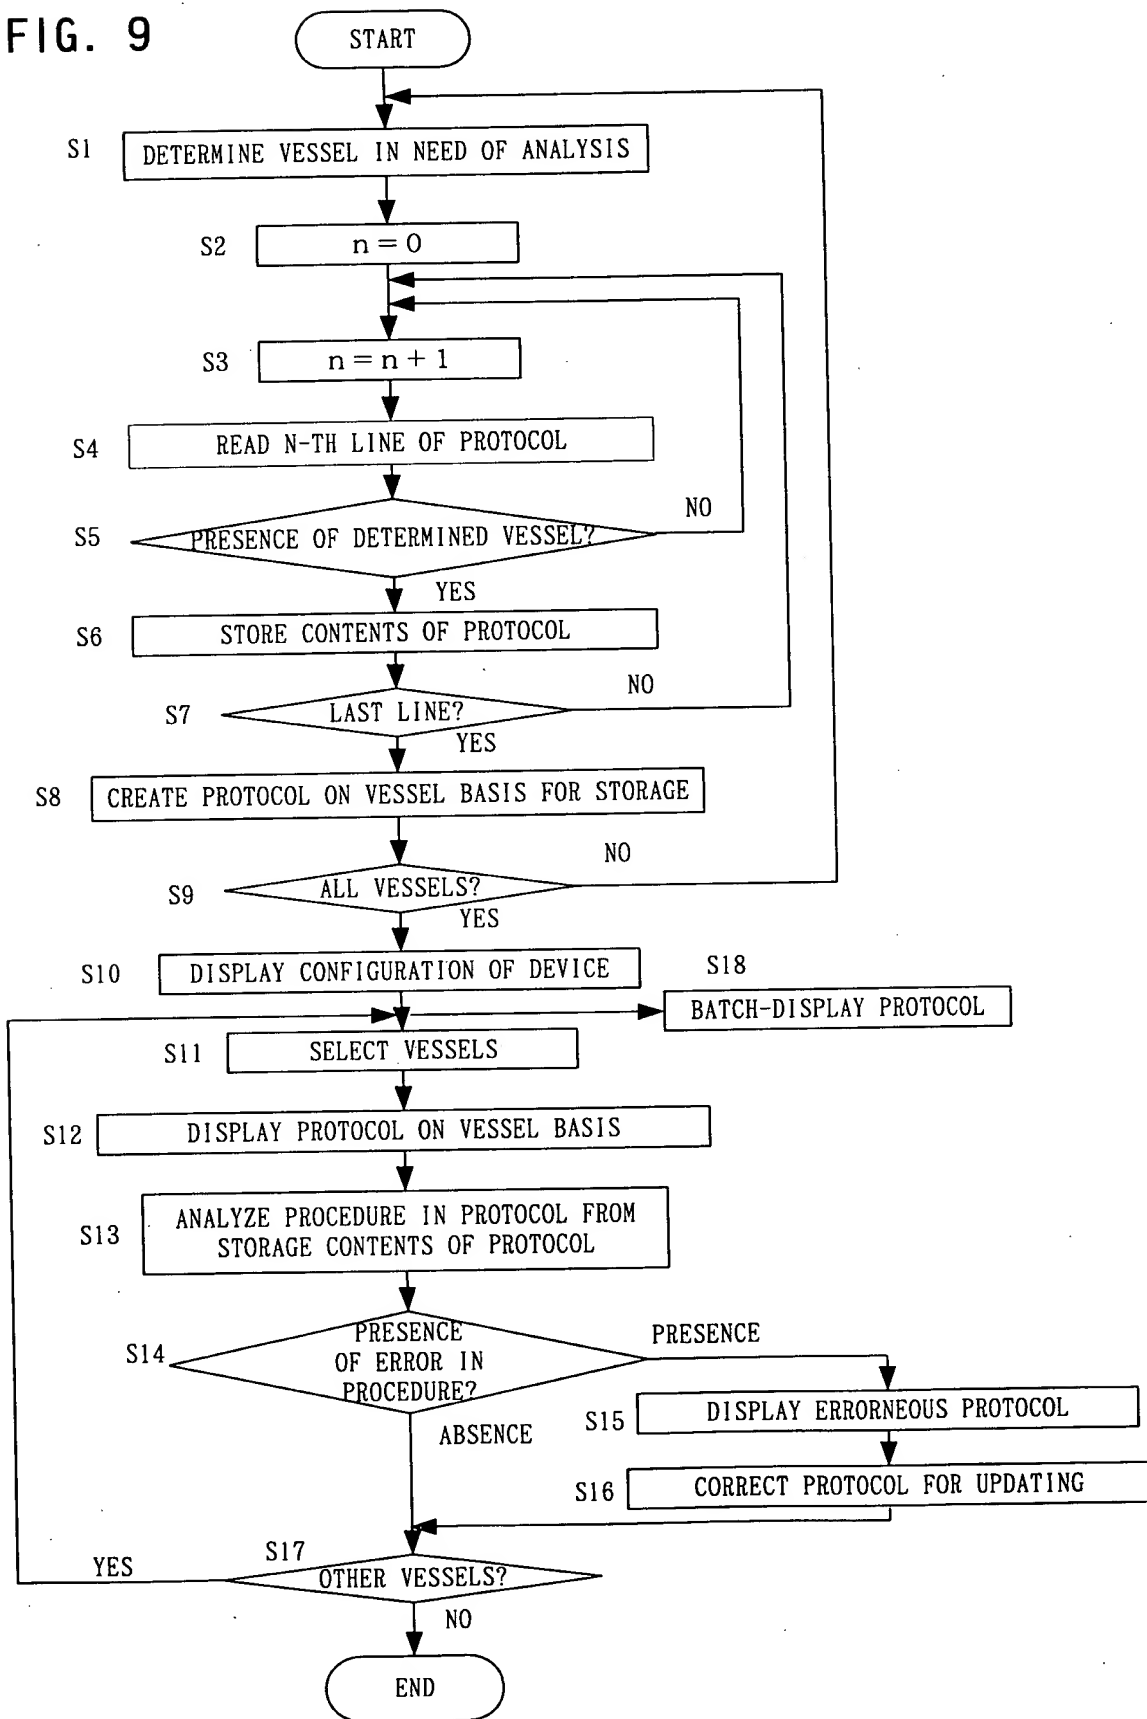 FIG. 9
START
S1
DETERMINE VESSEL IN NEED OF ANALYSIS
S2
n = 0
S3
n = n + 1
S4
READ N-TH LINE OF PROTOCOL
NO
S5
PRESENCE OF DETERMINED VESSEL?
YES
S6
STORE CONTENTS OF PROTOCOL
NO
S7
LAST LINE?
YES
S8
CREATE PROTOCOL ON VESSEL BASIS FOR STORAGE
NO
S9
ALL VESSELS?
YES
S10
DISPLAY CONFIGURATION OF DEVICE
S18
BATCH-DISPLAY PROTOCOL
S11
SELECT VESSELS
S12
DISPLAY PROTOCOL ON VESSEL BASIS
S13
ANALYZE PROCEDURE IN PROTOCOL FROM
STORAGE CONTENTS OF PROTOCOL
S14
PRESENCE
OF ERROR IN
PROCEDURE?
PRESENCE
ABSENCE
S15
DISPLAY ERRORNEOUS PROTOCOL
S16
CORRECT PROTOCOL FOR UPDATING
S17
YES
OTHER VESSELS?
NO
END